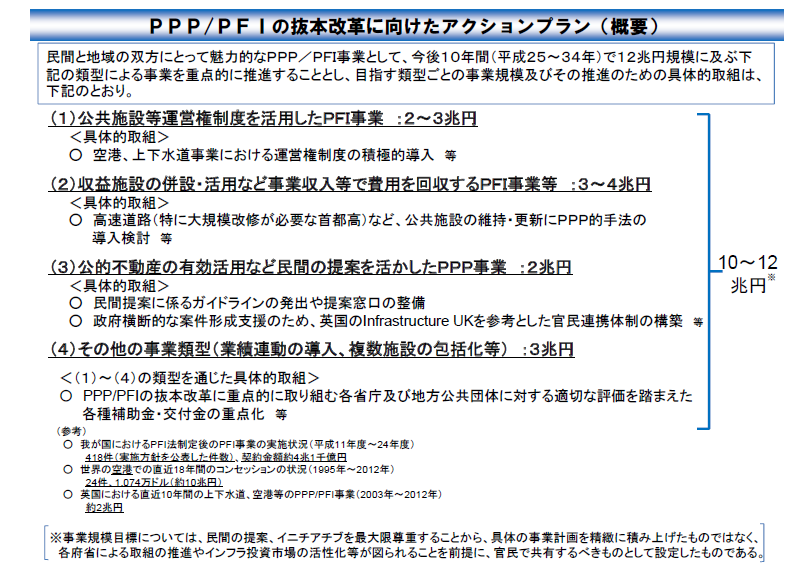 ＰＰＰ/ＰＦＩの抜本改革に向けたアクションプラン（概要）
民間と地域の双方にとって魅力的なPPP／PFI事業として、今後１０年間（平成２５～３４年）で１２兆円規模に及ぶ下
記の類型による事業を重点的に推進することとし、目指す類型ごとの事業規模及びその推進のための具体的取組は、
下記のとおり。
（１）公共施設等運営権制度を活用したPFI事業　：２～３兆円
＜具体的取組＞
○ 空港、上下水道事業における運営権制度の積極的導入 等
（２）収益施設の併設・活用など事業収入等で費用を回収するPFI事業等　：３～４兆円
＜具体的取組＞
○ 高速道路（特に大規模改修が必要な首都高）など、公共施設の維持・更新にPPP的手法の
導入検討 等
（３）公的不動産の有効活用など民間の提案を活かしたPPP事業　：２兆円
＜具体的取組＞
○ 民間提案に係るガイドラインの発出や提案窓口の整備
○ 政府横断的な案件形成支援のため、英国のInfrastructure UKを参考とした官民連携体制の構築 等
（４）その他の事業類型（業績連動の導入、複数施設の包括化等）　：３兆円
＜（１）～（４）の類型を通じた具体的取組＞
○ PPP/PFIの抜本改革に重点的に取り組む各省庁及び地方公共団体に対する適切な評価を踏まえた
各種補助金・交付金の重点化 等
10～12
兆円※
（参考）
○ 我が国におけるPFI法制定後のPFI事業の実施状況（平成11年度～24年度）
418件（実施方針を公表した件数）、契約金額約4兆1千億円
○ 世界の空港での直近18年間のコンセッションの状況（1995年～2012年）
24件、1,074万ドル（約10兆円）
○ 英国における直近10年間の上下水道、空港等のPPP/PFI事業（2003年～2012年）
約2兆円
※事業規模目標については、民間の提案、イニチアチブを最大限尊重することから、具体の事業計画を精緻に積み上げたものではなく、
各府省による取組の推進やインフラ投資市場の活性化等が図られることを前提に、官民で共有するべきものとして設定したものである。